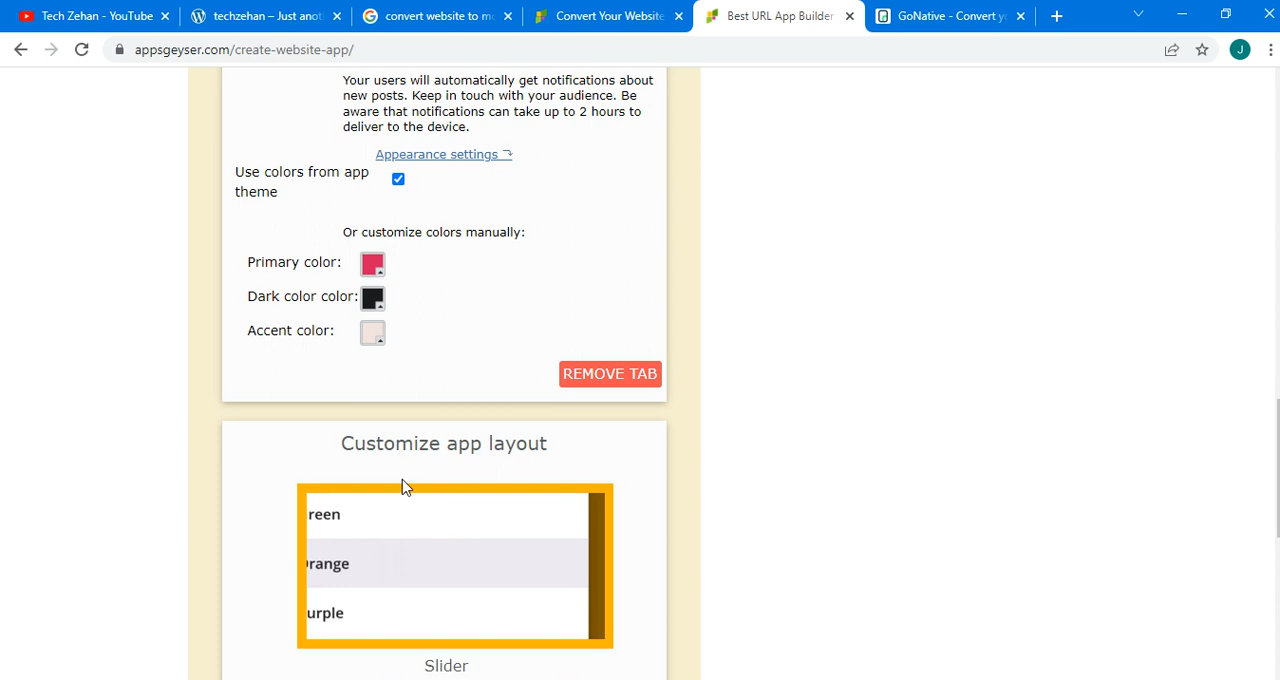 Tech Zehan - YouTube
techzehan – Just anot
convert website to mo
Convert Your Website
Best URL App Builder
GoNative - Convert yo
appsgeyser.com/create-website-app/
J
Your users will automatically get notifications about
new posts. Keep in touch with your audience. Be
aware that notifications can take up to 2 hours to
deliver to the device.
Appearance settings
Use colors from app
theme
Or customize colors manually:
Primary color:
Dark color color:
Accent color:
REMOVE TAB
Customize app layout
reen
range
urple
Slider